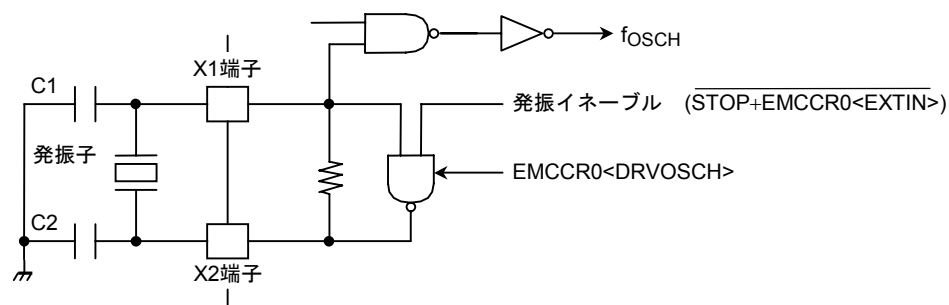 fOSCH
X1端子
C1
発振イネーブル (STOP+EMCCR0<EXTIN>)
発振子
EMCCR0<DRVOSCH>
C2
X2端子